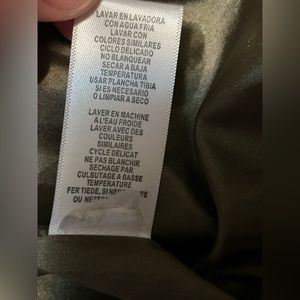 LAVAR EN LAVADORA
CON AGUA FRIA
LAVAR CON
COLORES SIMILARES
CICLO DELICADO
NO BLANQUEAR
SECAR A BAJA
TEMPERATURA
USAR PLANCHA TIBIA
SI ES NECESARIO
O LIMPIAR A SECO
LAVER EN MACHINE
A L'EAU FROIDE
LAVER AVEC DES
COULEURS
SIMILAIRES
CYCLE DELICAT
NE PAS BLANCHIR
SECHAGE PAR
CULBUTAGE A BASSE
TEMPERATURE
FER TIEDE, SI
OU